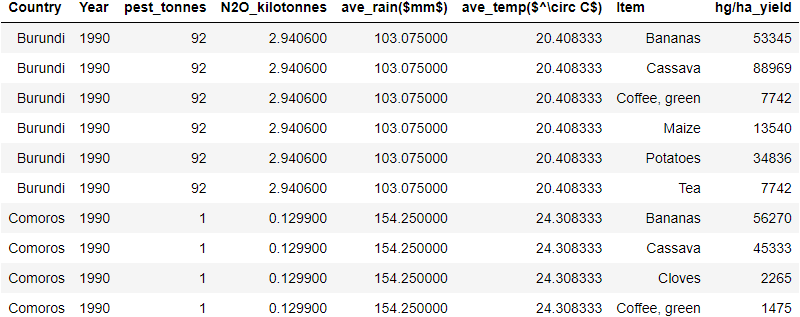 Country Year pest_tonnes N2O_kilotonnes ave_rain($mm$) ave_temp($^\circ C$) Item hg/ha_yield
Burundi 1990 92 2.940600 103.075000 20.408333 Bananas 53345
Burundi 1990 92 2.940600 103.075000 20.408333 Cassava 88969
Burundi 1990 92 2.940600 103.075000 20.408333 Coffee, green 7742
Burundi 1990 92 2.940600 103.075000 20.408333 Maize 13540
Burundi 1990 92 2.940600 103.075000 20.408333 Potatoes 34836
Burundi 1990 92 2.940600 103.075000 20.408333 Tea 7742
Comoros 1990 1 0.129900 154.250000 24.308333 Bananas 56270
Comoros 1990 1 0.129900 154.250000 24.308333 Cassava 45333
Comoros 1990 1 0.129900 154.250000 24.308333 Cloves 2265
Comoros 1990 1 0.129900 154.250000 24.308333 Coffee, green 1475